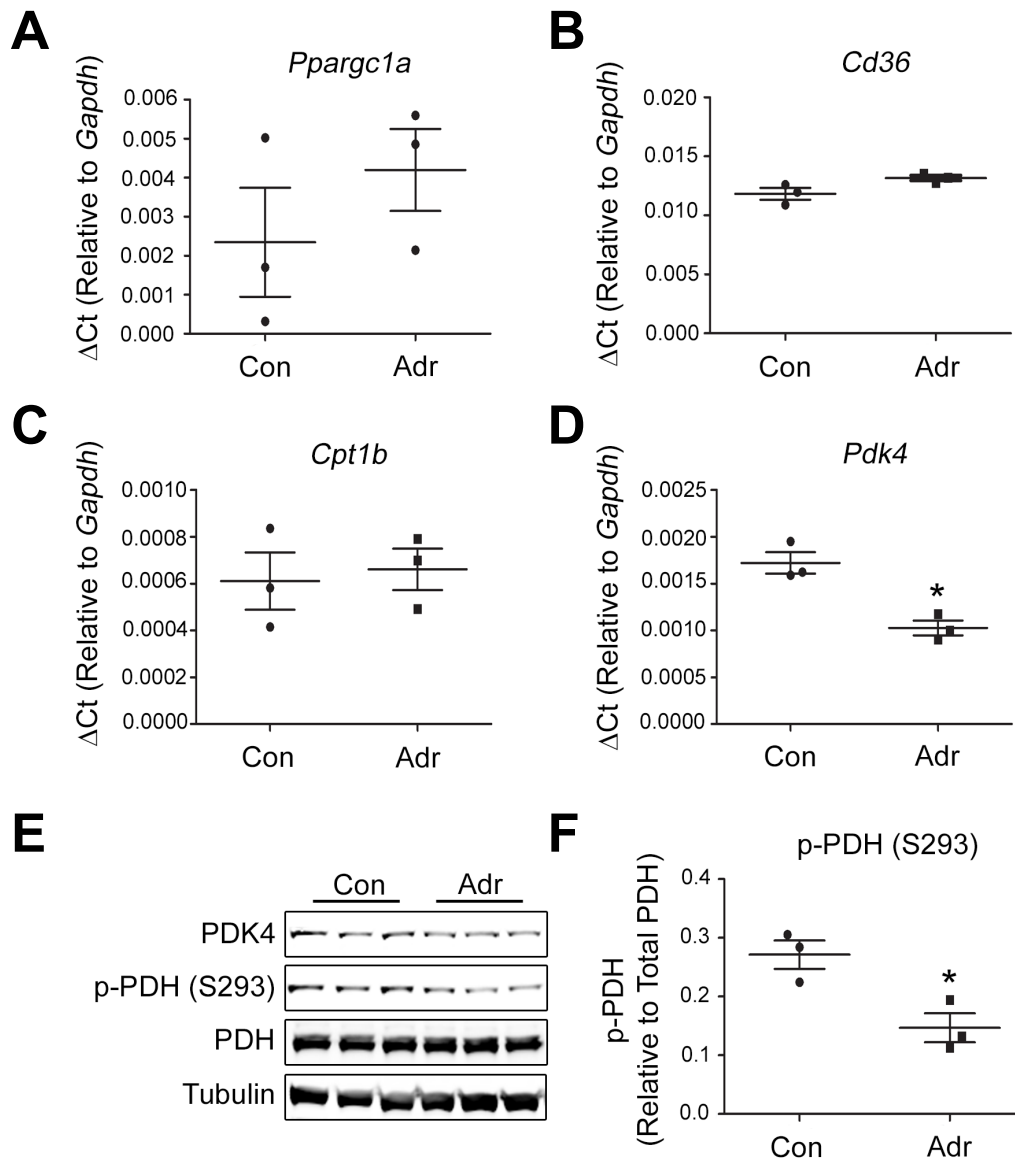 A
Ppargc1a
ΔCt (Relative to Gapdh)
0.006
0.005
0.004
0.003
0.002
0.001
0.000
Con Adr
B
Cd36
ΔCt (Relative to Gapdh)
0.020
0.015
0.010
0.005
0.000
Con Adr
C
Cpt1b
ΔCt (Relative to Gapdh)
0.0010
0.0008
0.0006
0.0004
0.0002
0.0000
Con Adr
D
Pdk4
ΔCt (Relative to Gapdh)
0.0025
0.0020
0.0015
0.0010
0.0005
0.0000
*
Con Adr
E
Con Adr
PDK4
p-PDH (S293)
PDH
Tubulin
F
p-PDH (S293)
p-PDH
(Relative to Total PDH)
0.4
0.3
0.2
0.1
0.0
*
Con Adr